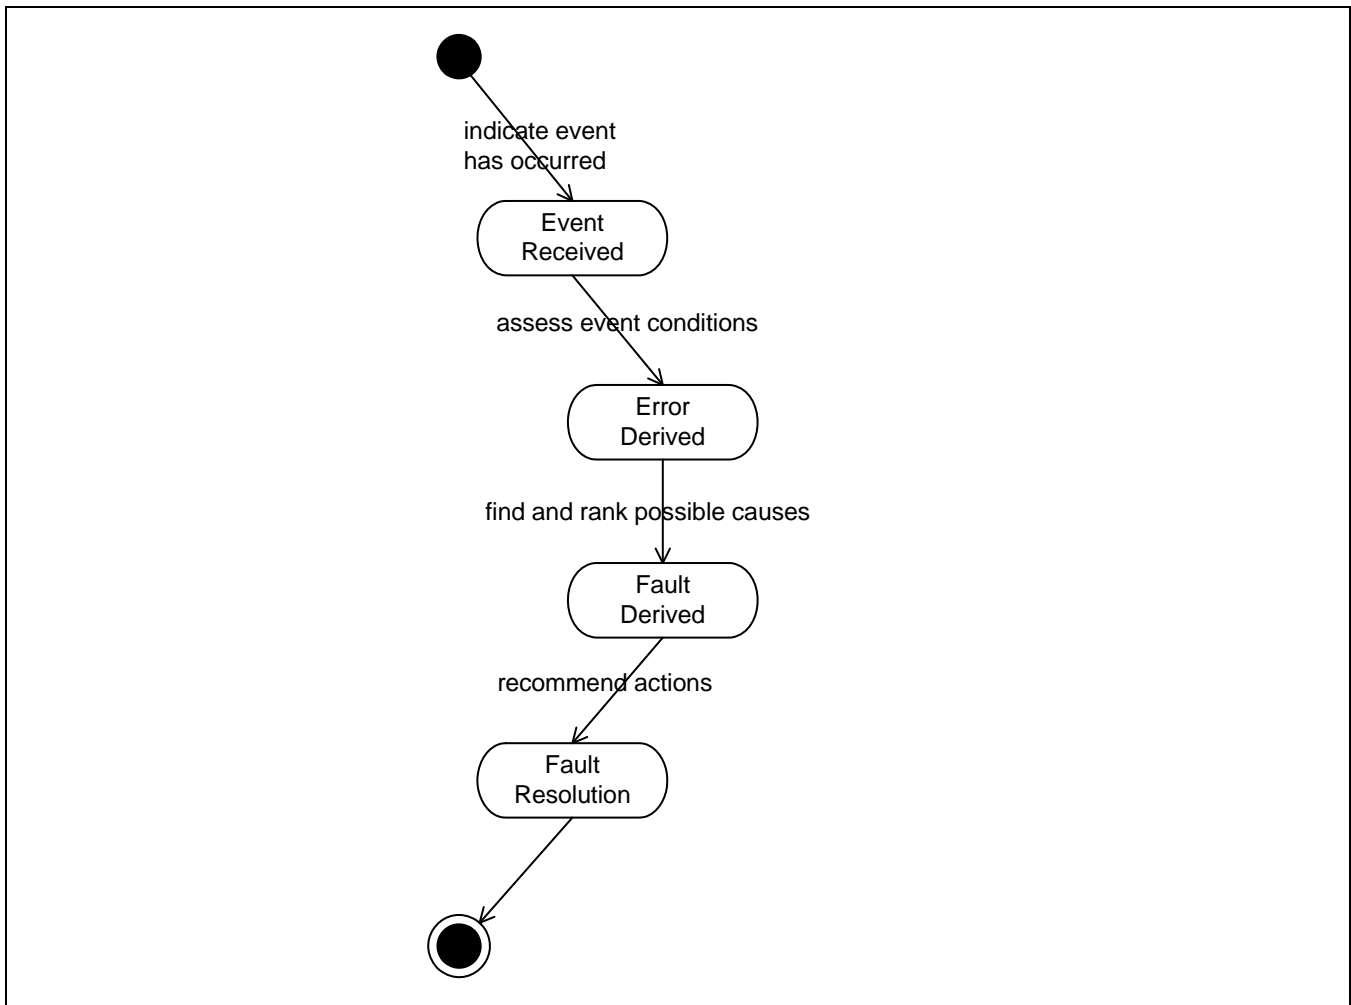 indicate event
has occurred
Event
Received
assess event conditions
Error
Derived
find and rank possible causes
Fault
Derived
recommend actions
Fault
Resolution